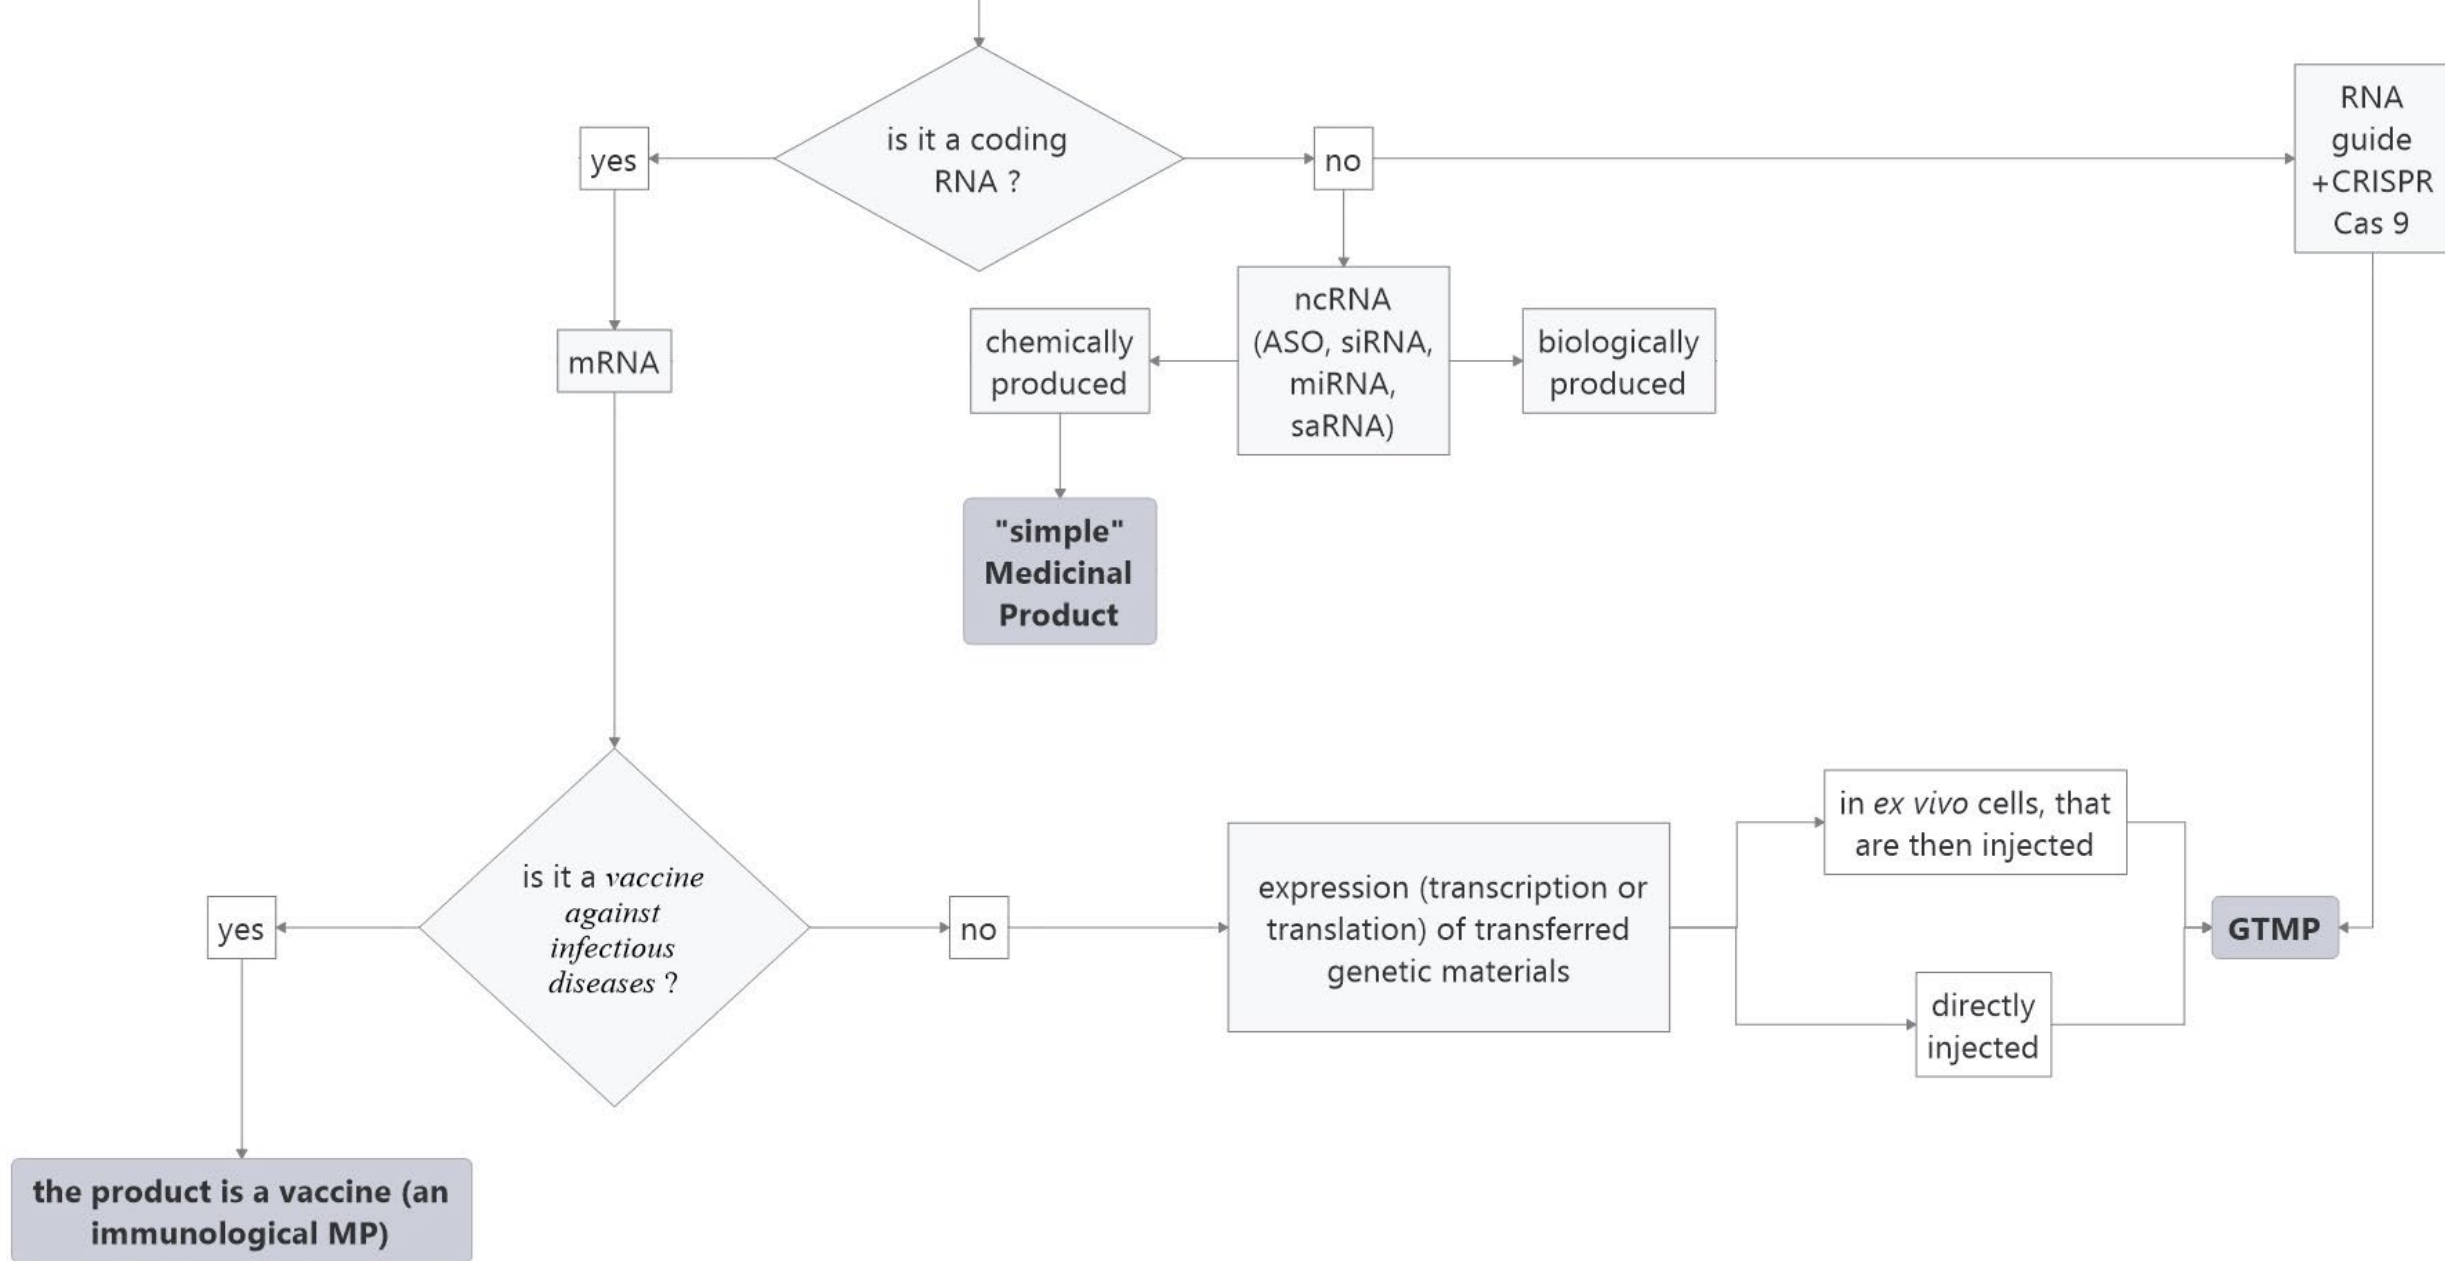 is it a coding
RNA ?
yes
no
RNA
guide
+CRISPR
Cas 9
mRNA
chemically
produced
ncRNA
(ASO, siRNA,
miRNA,
saRNA)
biologically
produced
"simple"
Medicinal
Product
is it a vaccine
against
infectious
diseases ?
yes
no
expression (transcription or
translation) of transferred
genetic materials
in ex vivo cells, that
are then injected
directly
injected
GTMP
the product is a vaccine (an
immunological MP)